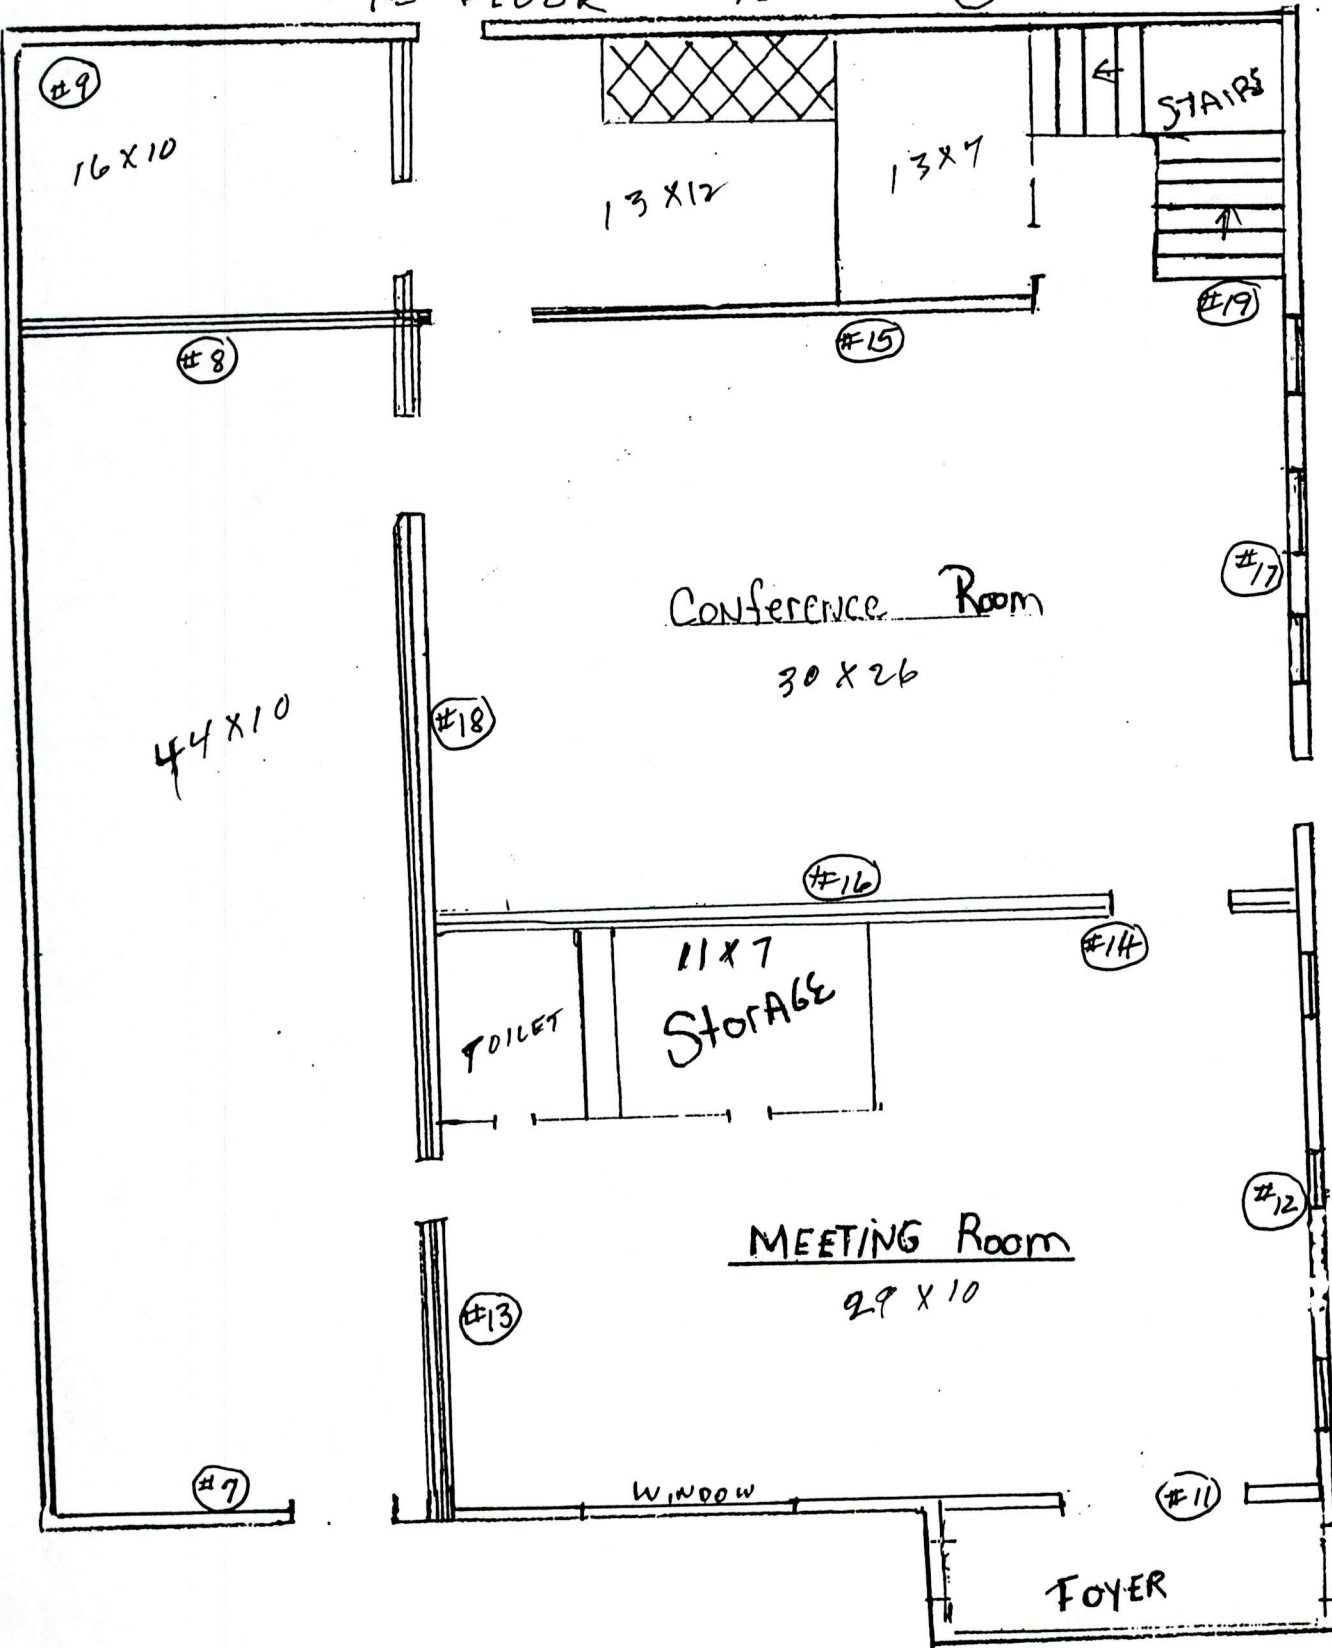 FLOOR
#9
STAIRS
16 X 10
13 X 7
13 X 12
#19
#15
#8
#17
Conference Room
30 X 26
#18
44 X 10
#16
11 X 7
#14
Storage
TOILET
#12
MEETING Room
29 X 10
#13
#7
WINDOW
#11
FOYER